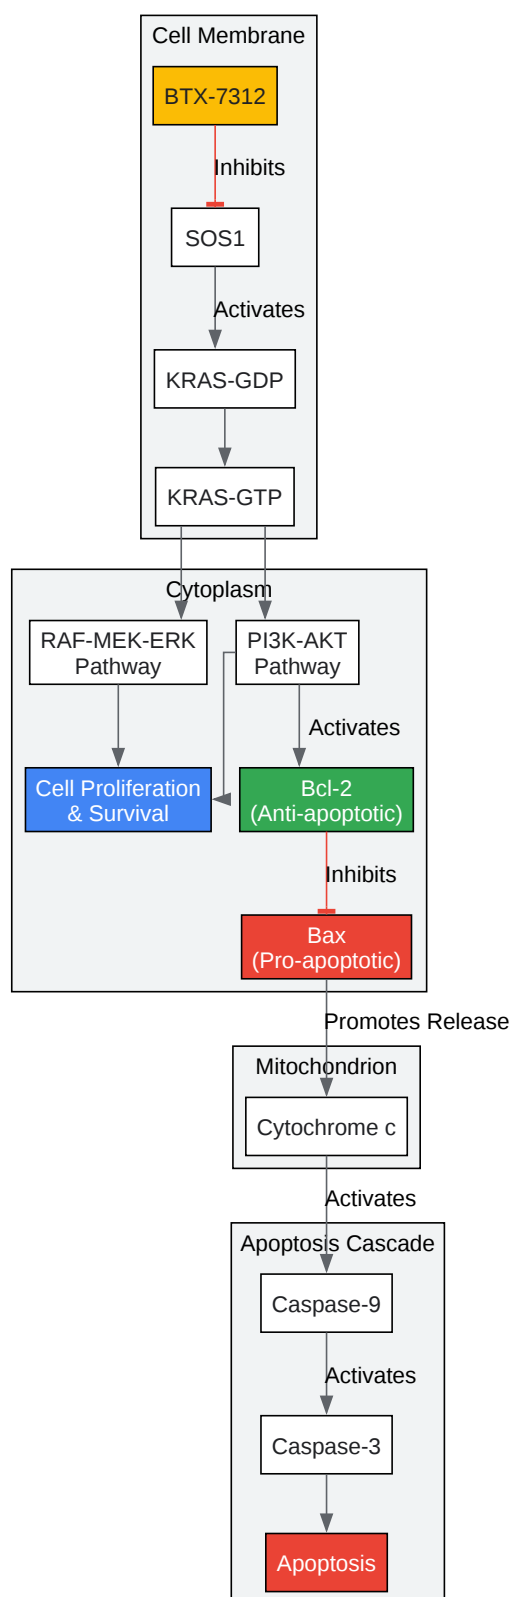 Cell Membrane
BTX-7312
Inhibits
SOS1
Activates
KRAS-GDP
KRAS-GTP
Cytoplasm
RAF-MEK-ERK
Pathway
PI3K-AKT
Pathway
Activates
Cell Proliferation
& Survival
Bcl-2
(Anti-apoptotic)
Inhibits
Bax
(Pro-apoptotic)
Promotes Release
Mitochondrion
Cytochrome c
Activates
Apoptosis Cascade
Caspase-9
Activates
Caspase-3
Apoptosis